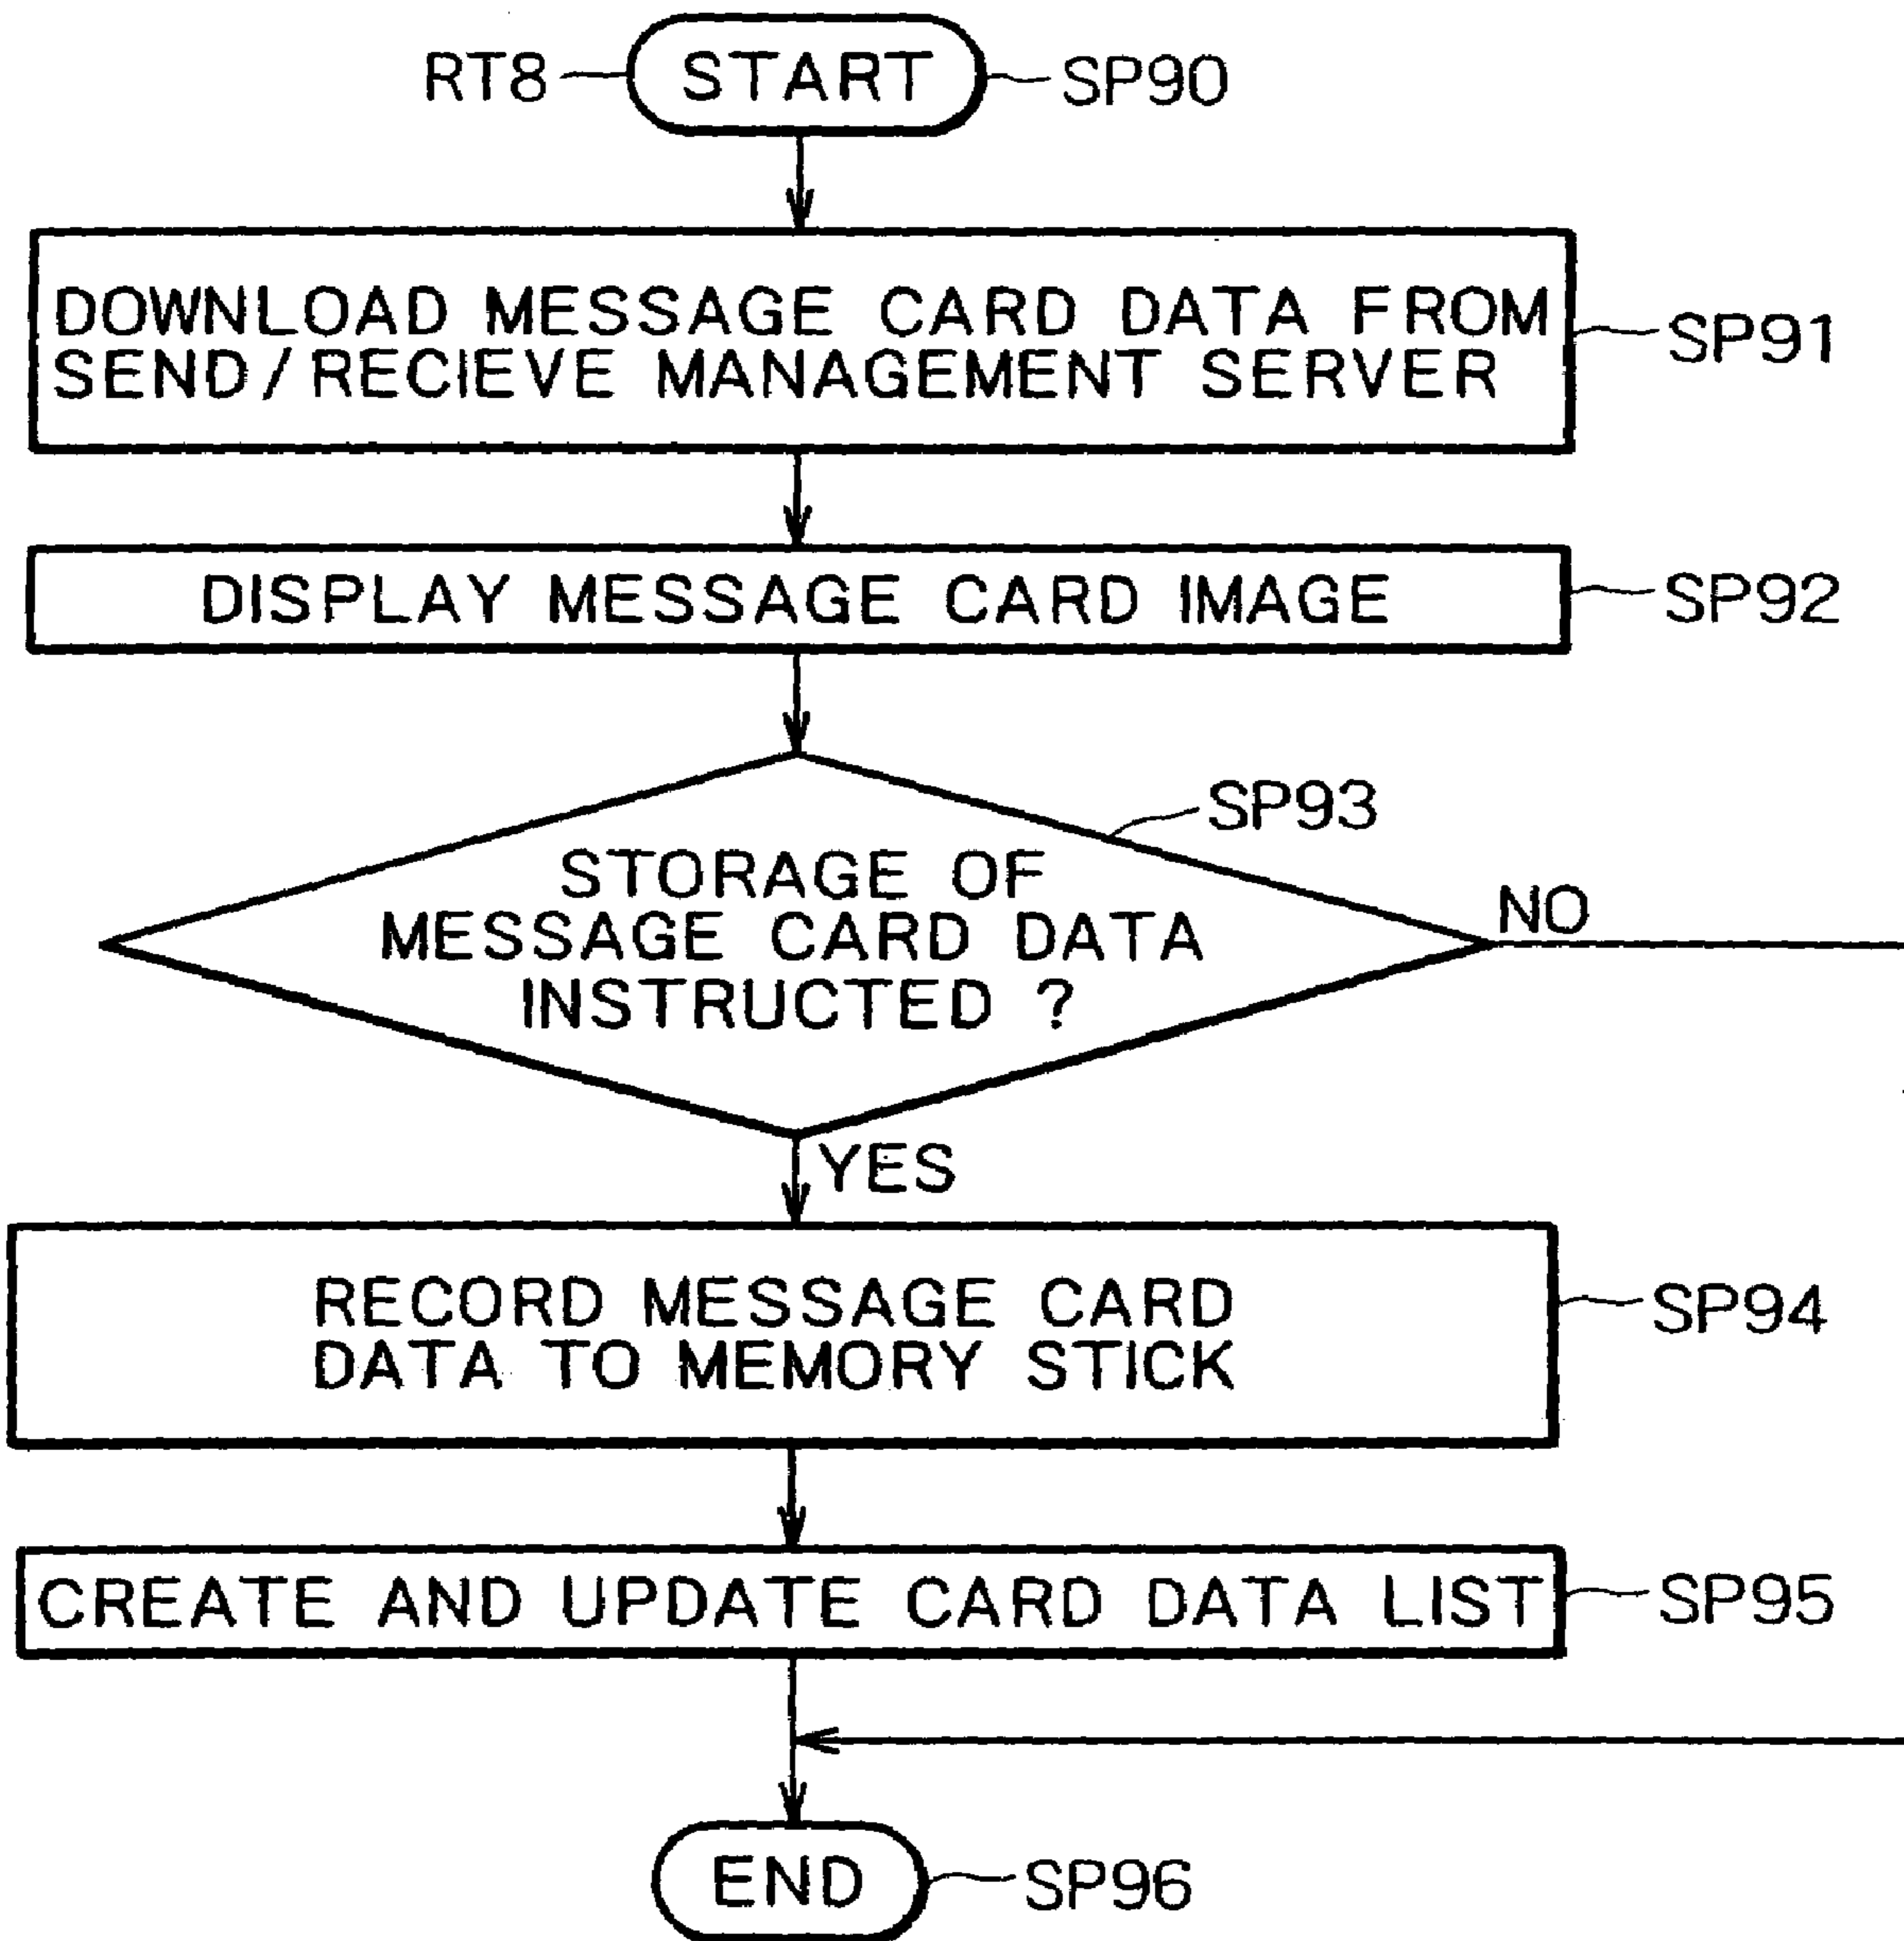 RT8
START
SP90
DOWNLOAD MESSAGE CARD DATA FROM
SEND/RECIEVE MANAGEMENT SERVER
SP91
DISPLAY MESSAGE CARD IMAGE
SP92
SP93
STORAGE OF
MESSAGE CARD DATA
INSTRUCTED ?
NO
YES
RECORD MESSAGE CARD
DATA TO MEMORY STICK
SP94
CREATE AND UPDATE CARD DATA LIST
SP95
END
SP96